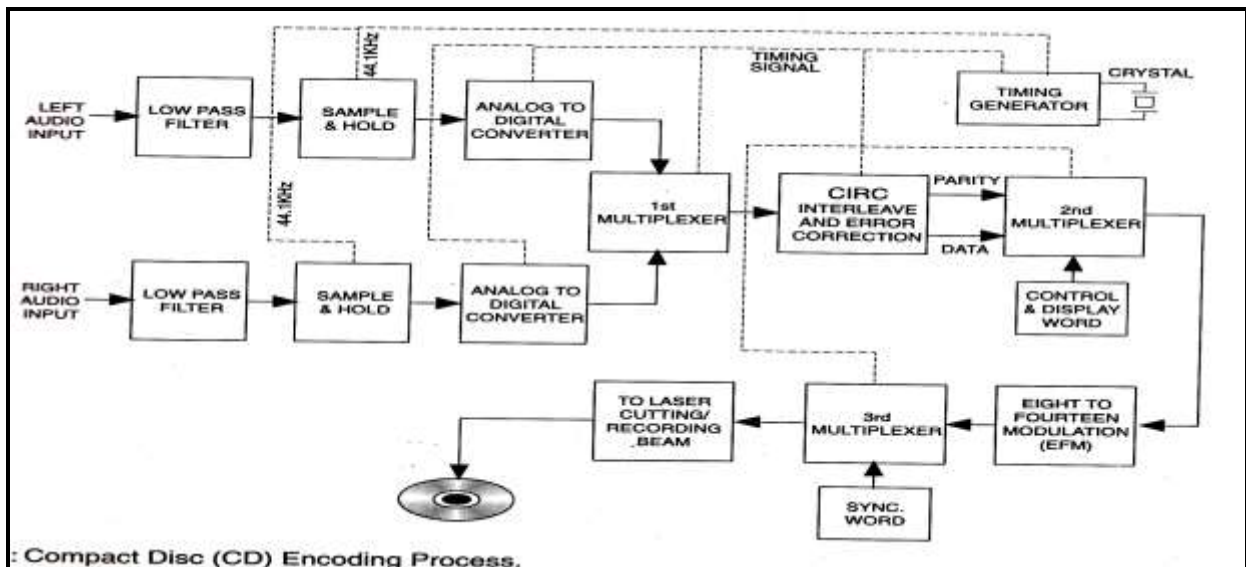 44.1KHz
TIMING
SIGNAL
CRYSTAL
TIMING
GENERATOR
LEFT
AUDIO
INPUT
LOW PASS
FILTER
SAMPLE
& HOLD
ANALOG TO
DIGITAL
CONVERTER
1st
MULTIPLEXER
CIRC
INTERLEAVE
AND ERROR
CORRECTION
PARITY
DATA
2nd
MULTIPLEXER
44.1KHz
RIGHT
AUDIO
INPUT
LOW PASS
FILTER
SAMPLE
& HOLD
ANALOG TO
DIGITAL
CONVERTER
CONTROL
& DISPLAY
WORD
TO LASER
CUTTING/
RECORDING
BEAM
3rd
MULTIPLEXER
EIGHT TO
FOURTEEN
MODULATION
(EFM)
SYNC.
WORD
: Compact Disc (CD) Encoding Process.